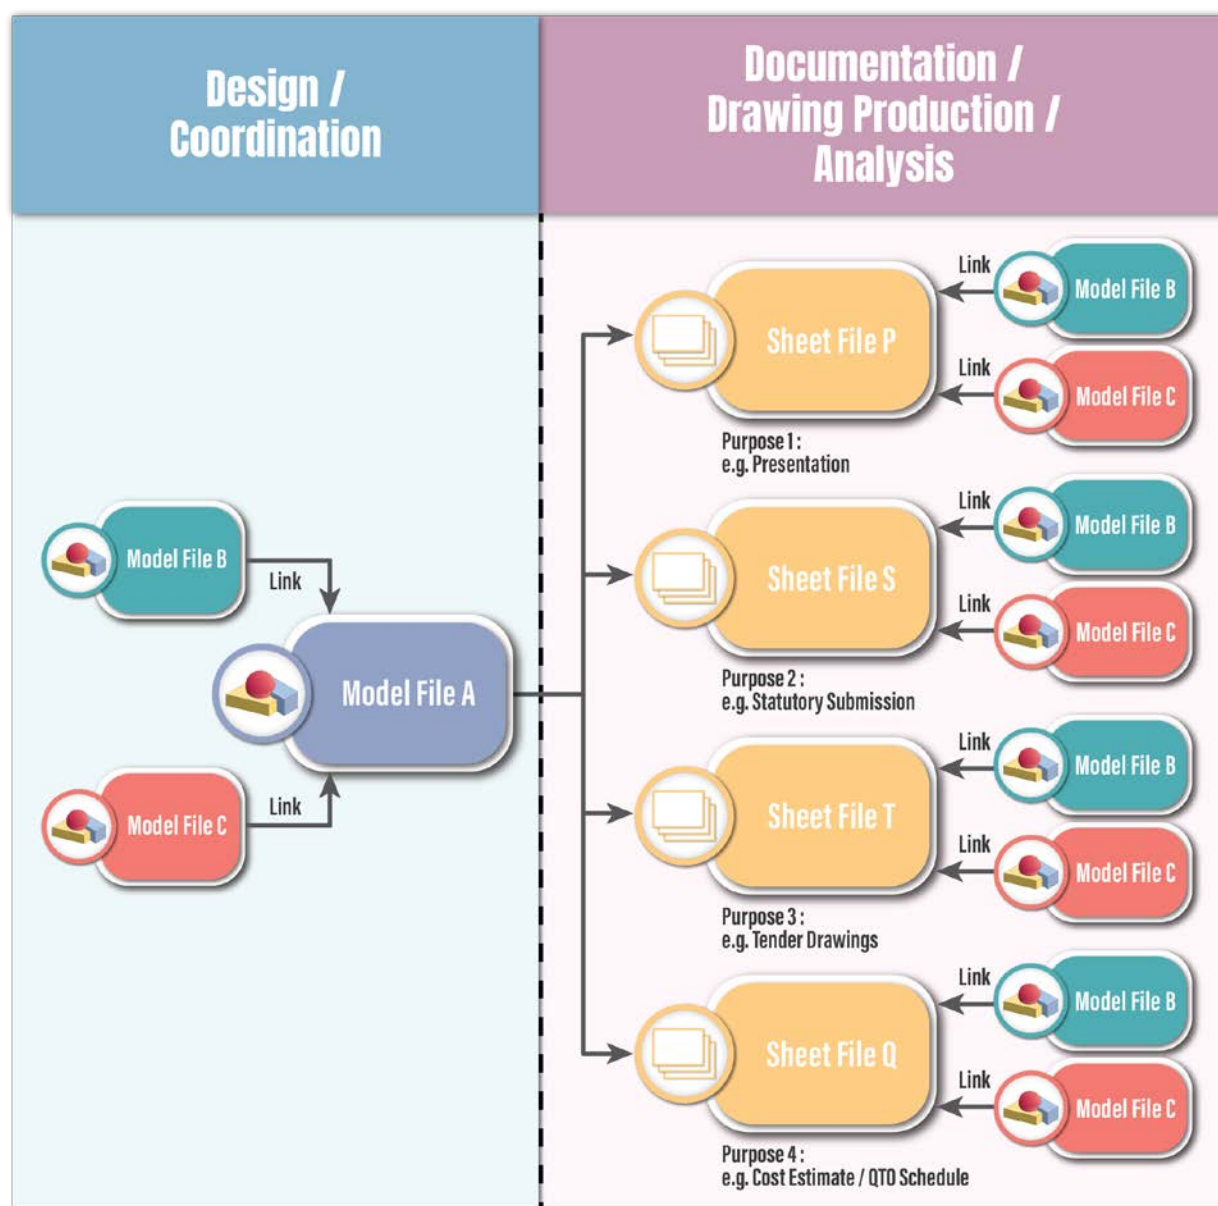 Design /
Coordination
Documentation /
Drawing Production /
Analysis
Model File B
Link
Model File A
Model File C
Link
Sheet File P
Link
Model File B
Link
Model File C
Purpose 1 :
e.g. Presentation
Sheet File S
Link
Model File B
Link
Model File C
Purpose 2 :
e.g. Statutory Submission
Sheet File T
Link
Model File B
Link
Model File C
Purpose 3 :
e.g. Tender Drawings
Sheet File Q
Link
Model File B
Link
Model File C
Purpose 4 :
e.g. Cost Estimate / QTO Schedule